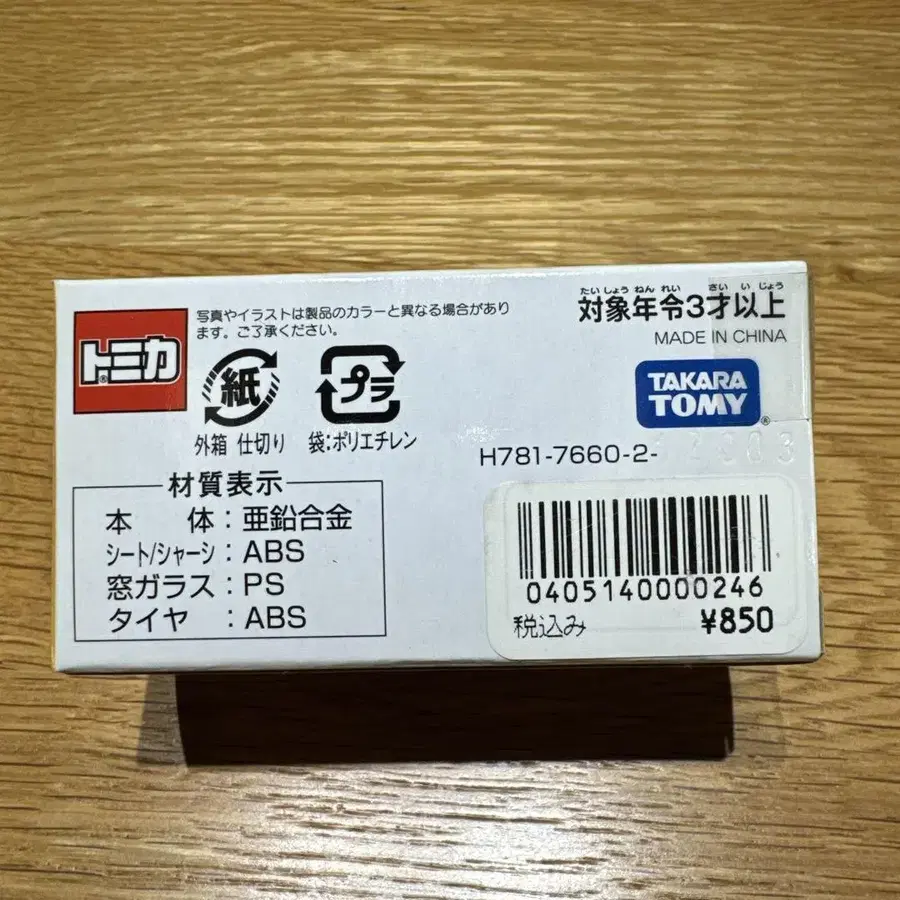 トミカ®
写真やイラストは製品のカラーと異なる場合があり
ます。ご了承ください。
紙
外箱 仕切り
プラ
袋:ポリエチレン
たいしょうねんれい さいいじょう
対象年令3才以上
MADE IN CHINA
TAKARA
TOMY®
H781-7660-2-
材質表示
本 体:亜鉛合金
シート/シャーシ:ABS
窓ガラス:PS
タイヤ:ABS
0405140000246
税込み ¥850